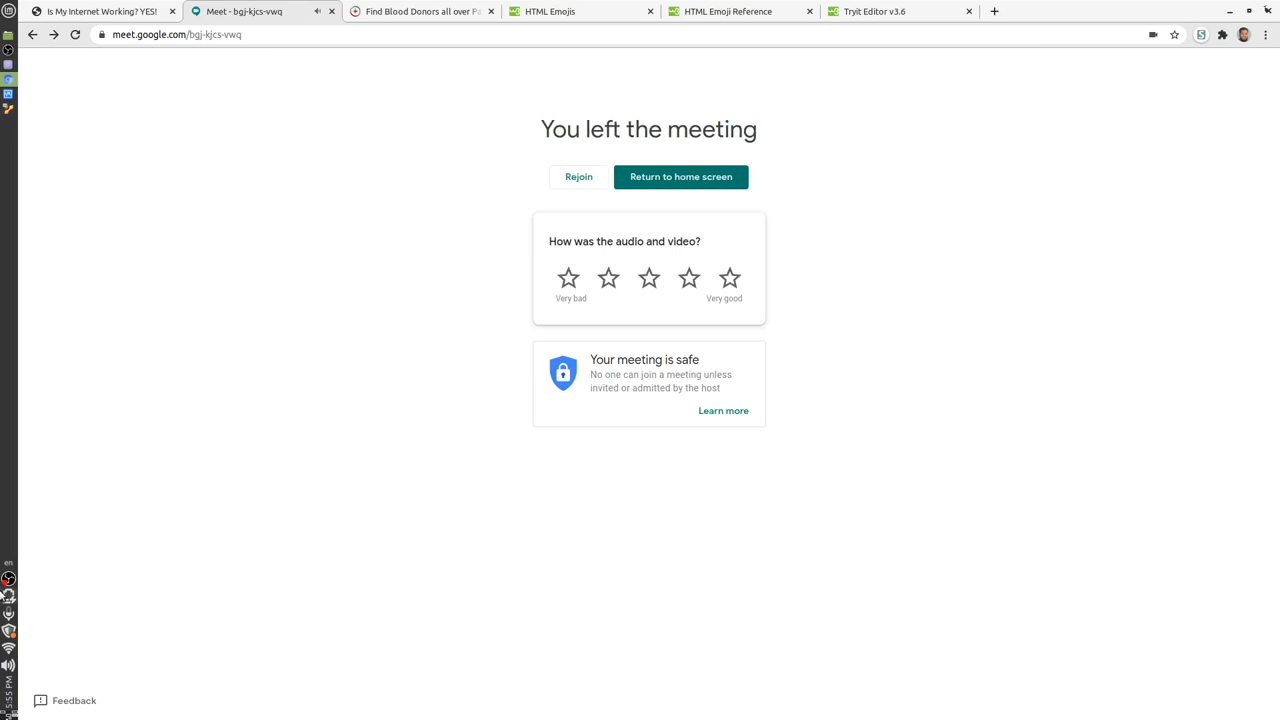 Is My Internet Working? YES!
Meet - bgj-kjcs-vwq
Find Blood Donors all over Pa
HTML Emojis
HTML Emoji Reference
Tryit Editor v3.6
meet.google.com/bgj-kjcs-vwq
You left the meeting
Rejoin
Return to home screen
How was the audio and video?
Very bad
Very good
Your meeting is safe
No one can join a meeting unless
invited or admitted by the host
Learn more
en
5:55 PM
Feedback